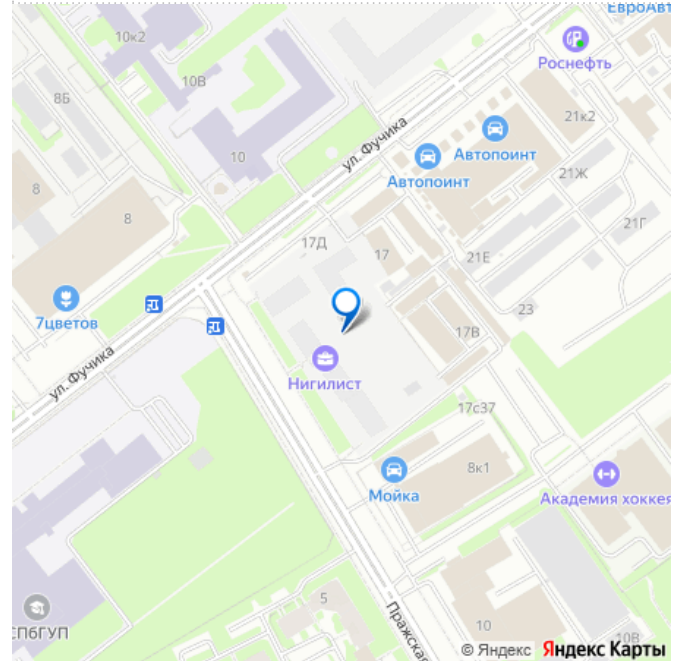 ЕвроАвт
10к2
Роснефть
10В
8Б
21к2
ул. Фучика
Автопоинт
10
Автопоинт
21Ж
8
8
21Г
17Д
17
21Е
7цветов
23
17В
ул. Фучика
Нигилист
17с37
8к1
Мойка
Академия хоккея
5
СПбГУП
Пражская
10
10В
© Яндекс Яндекс Карты